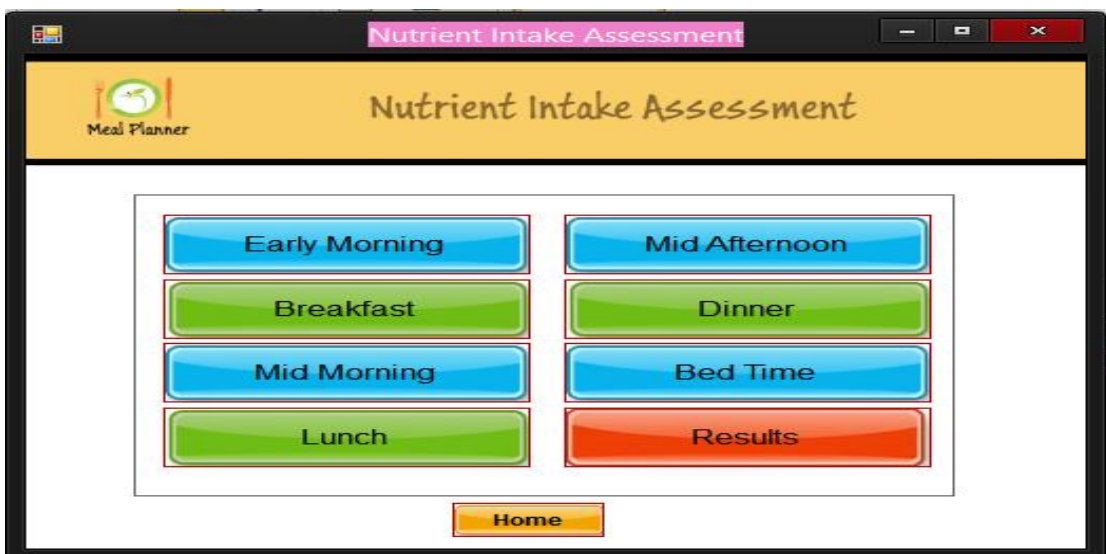 Nutrient Intake Assessment
Nutrient Intake Assessment
Meal Planner
Early Morning
Mid Afternoon
Breakfast
Dinner
Mid Morning
Bed Time
Lunch
Results
Home